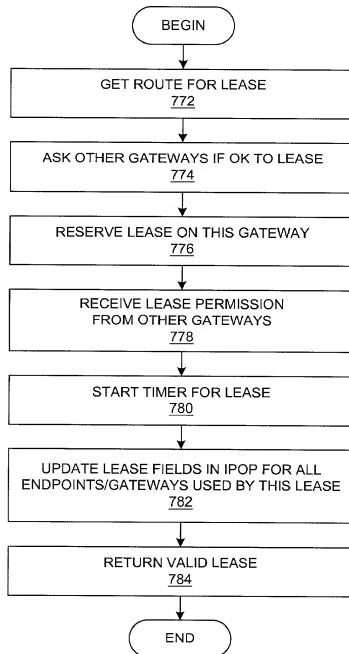 BEGIN
GET ROUTE FOR LEASE
772
ASK OTHER GATEWAYS IF OK TO LEASE
774
RESERVE LEASE ON THIS GATEWAY
776
RECEIVE LEASE PERMISSION
FROM OTHER GATEWAYS
778
START TIMER FOR LEASE
780
UPDATE LEASE FIELDS IN IPOP FOR ALL
ENDPOINTS/GATEWAYS USED BY THIS LEASE
782
RETURN VALID LEASE
784
END